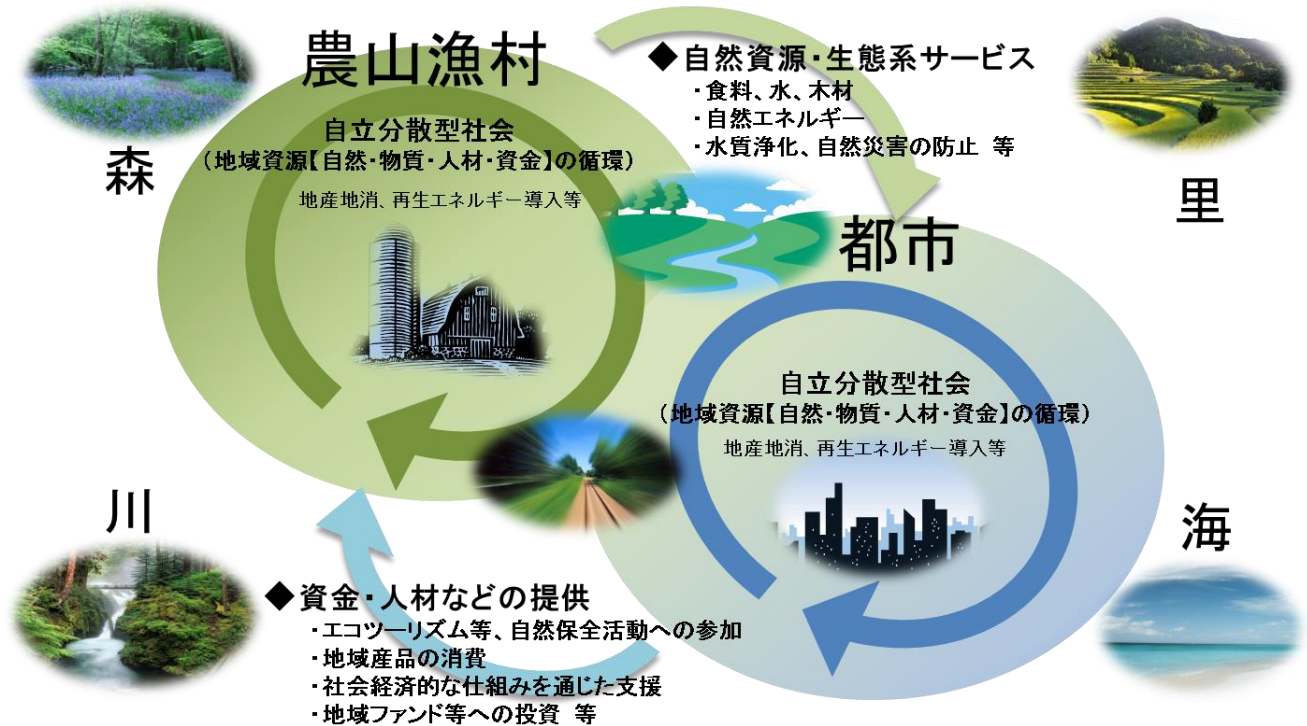 農山漁村
自立分散型社会
(地域資源【自然・物質・人材・資金】の循環)
地産地消、再生エネルギー導入等
◆自然資源・生態系サービス
・食料、水、木材
・自然エネルギー
・水質浄化、自然災害の防止 等
森
里
都市
自立分散型社会
(地域資源【自然・物質・人材・資金】の循環)
地産地消、再生エネルギー導入等
川
海
◆資金・人材などの提供
・エコツーリズム等、自然保全活動への参加
・地域産品の消費
・社会経済的な仕組みを通じた支援
・地域ファンド等への投資 等